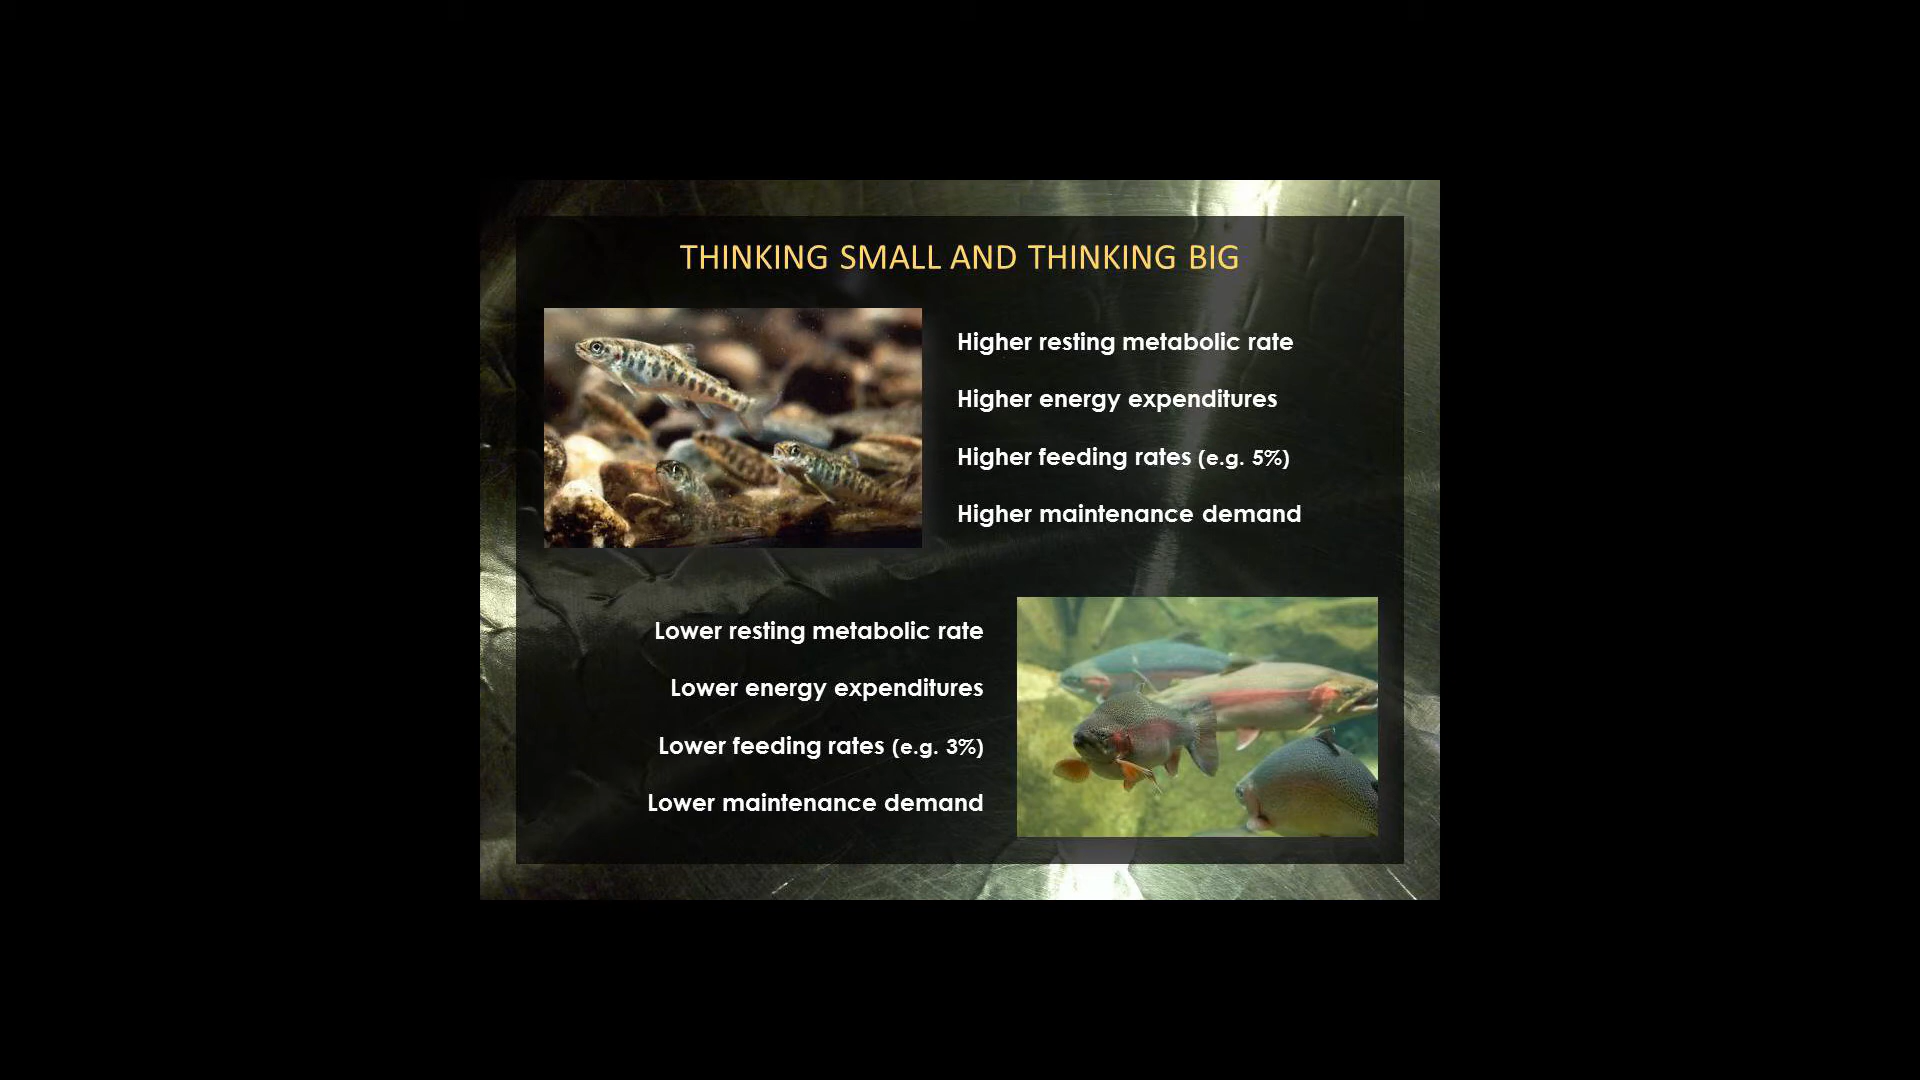 THINKING SMALL AND THINKING BIG
Higher resting metabolic rate
Higher energy expenditures
Higher feeding rates (e.g. 5%)
Higher maintenance demand
Lower resting metabolic rate
Lower energy expenditures
Lower feeding rates (e.g. 3%)
Lower maintenance demand